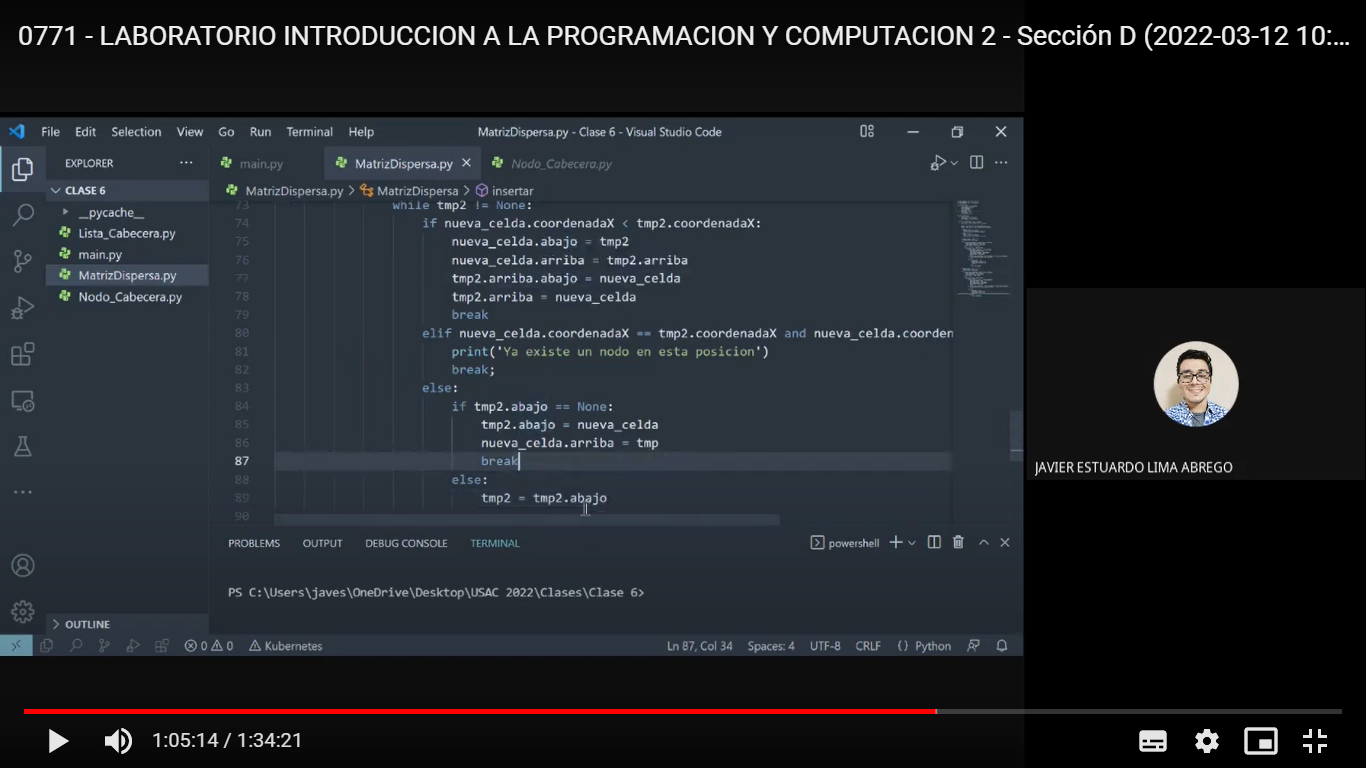 0771 - LABORATORIO INTRODUCCION A LA PROGRAMACION Y COMPUTACION 2 - Sección D (2022-03-12 10:...
File Edit Selection View Go Run Terminal Help MatrizDispersa.py - Clase 6 - Visual Studio Code
EXPLORER ... main.py MatrizDispersa.py Nodo_Cabecera.py
CLASE 6 MatrizDispersa.py > MatrizDispersa > insertar
__pycache__
Lista_Cabecera.py
main.py
MatrizDispersa.py
Nodo_Cabecera.py
73 while tmp2 != None:
74 if nueva_celda.coordenadaX < tmp2.coordenadaX:
75 nueva_celda.abajo = tmp2
76 nueva_celda.arriba = tmp2.arriba
77 tmp2.arriba.abajo = nueva_celda
78 tmp2.arriba = nueva_celda
79 break
80 elif nueva_celda.coordenadaX == tmp2.coordenadaX and nueva_celda.coorden
81 print('Ya existe un nodo en esta posicion')
82 break;
83 else:
84 if tmp2.abajo == None:
85 tmp2.abajo = nueva_celda
86 nueva_celda.arriba = tmp
87 break
88 else:
89 tmp2 = tmp2.abajo
90
PROBLEMS OUTPUT DEBUG CONSOLE TERMINAL powershell
PS C:\Users\javes\OneDrive\Desktop\USAC 2022\Clases\Clase 6>
OUTLINE
0 0 Kubernetes Ln 87, Col 34 Spaces: 4 UTF-8 CRLF {} Python
JAVIER ESTUARDO LIMA ABREGO
1:05:14 / 1:34:21